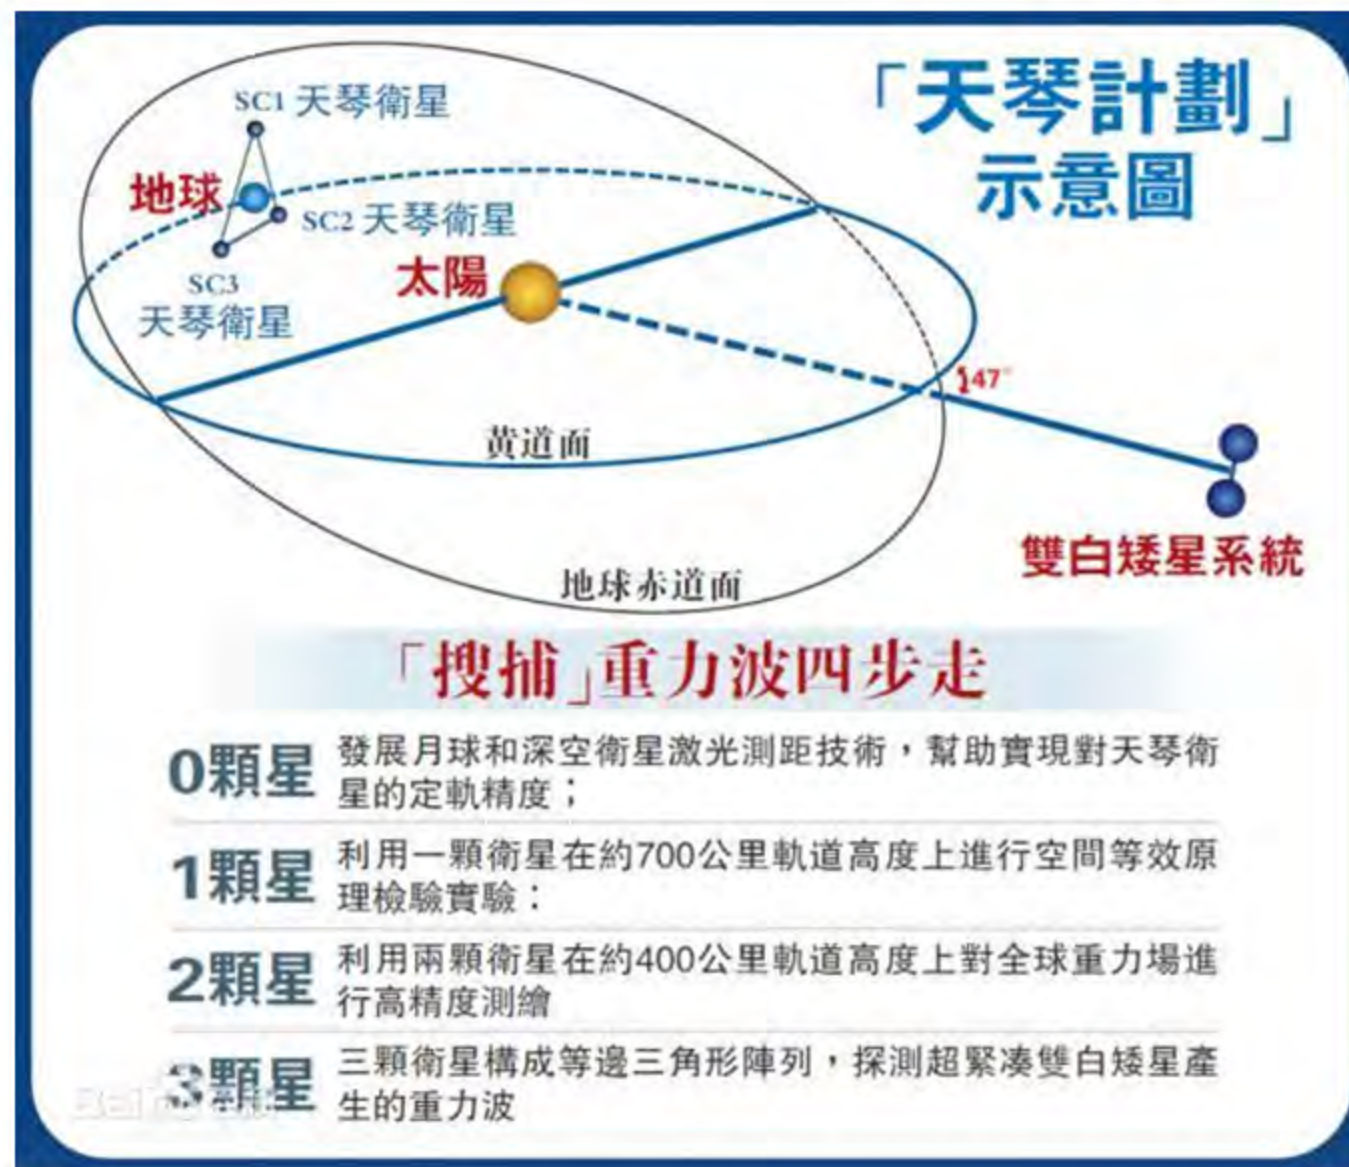 「天琴計劃」
示意圖
SC1 天琴衛星
地球
SC2 天琴衛星
太陽
SC3
天琴衛星
47°
黃道面
雙白矮星系統
地球赤道面
「搜捕」重力波四步走
0顆星
發展月球和深空衛星激光測距技術，幫助實現對天琴衛
星的定軌精度；
1顆星
利用一顆衛星在約700公里軌道高度上進行空間等效原
理檢驗實驗：
2顆星
利用兩顆衛星在約400公里軌道高度上對全球重力場進
行高精度測繪
3顆星
三顆衛星構成等邊三角形陣列，探測超緊凑雙白矮星產
生的重力波